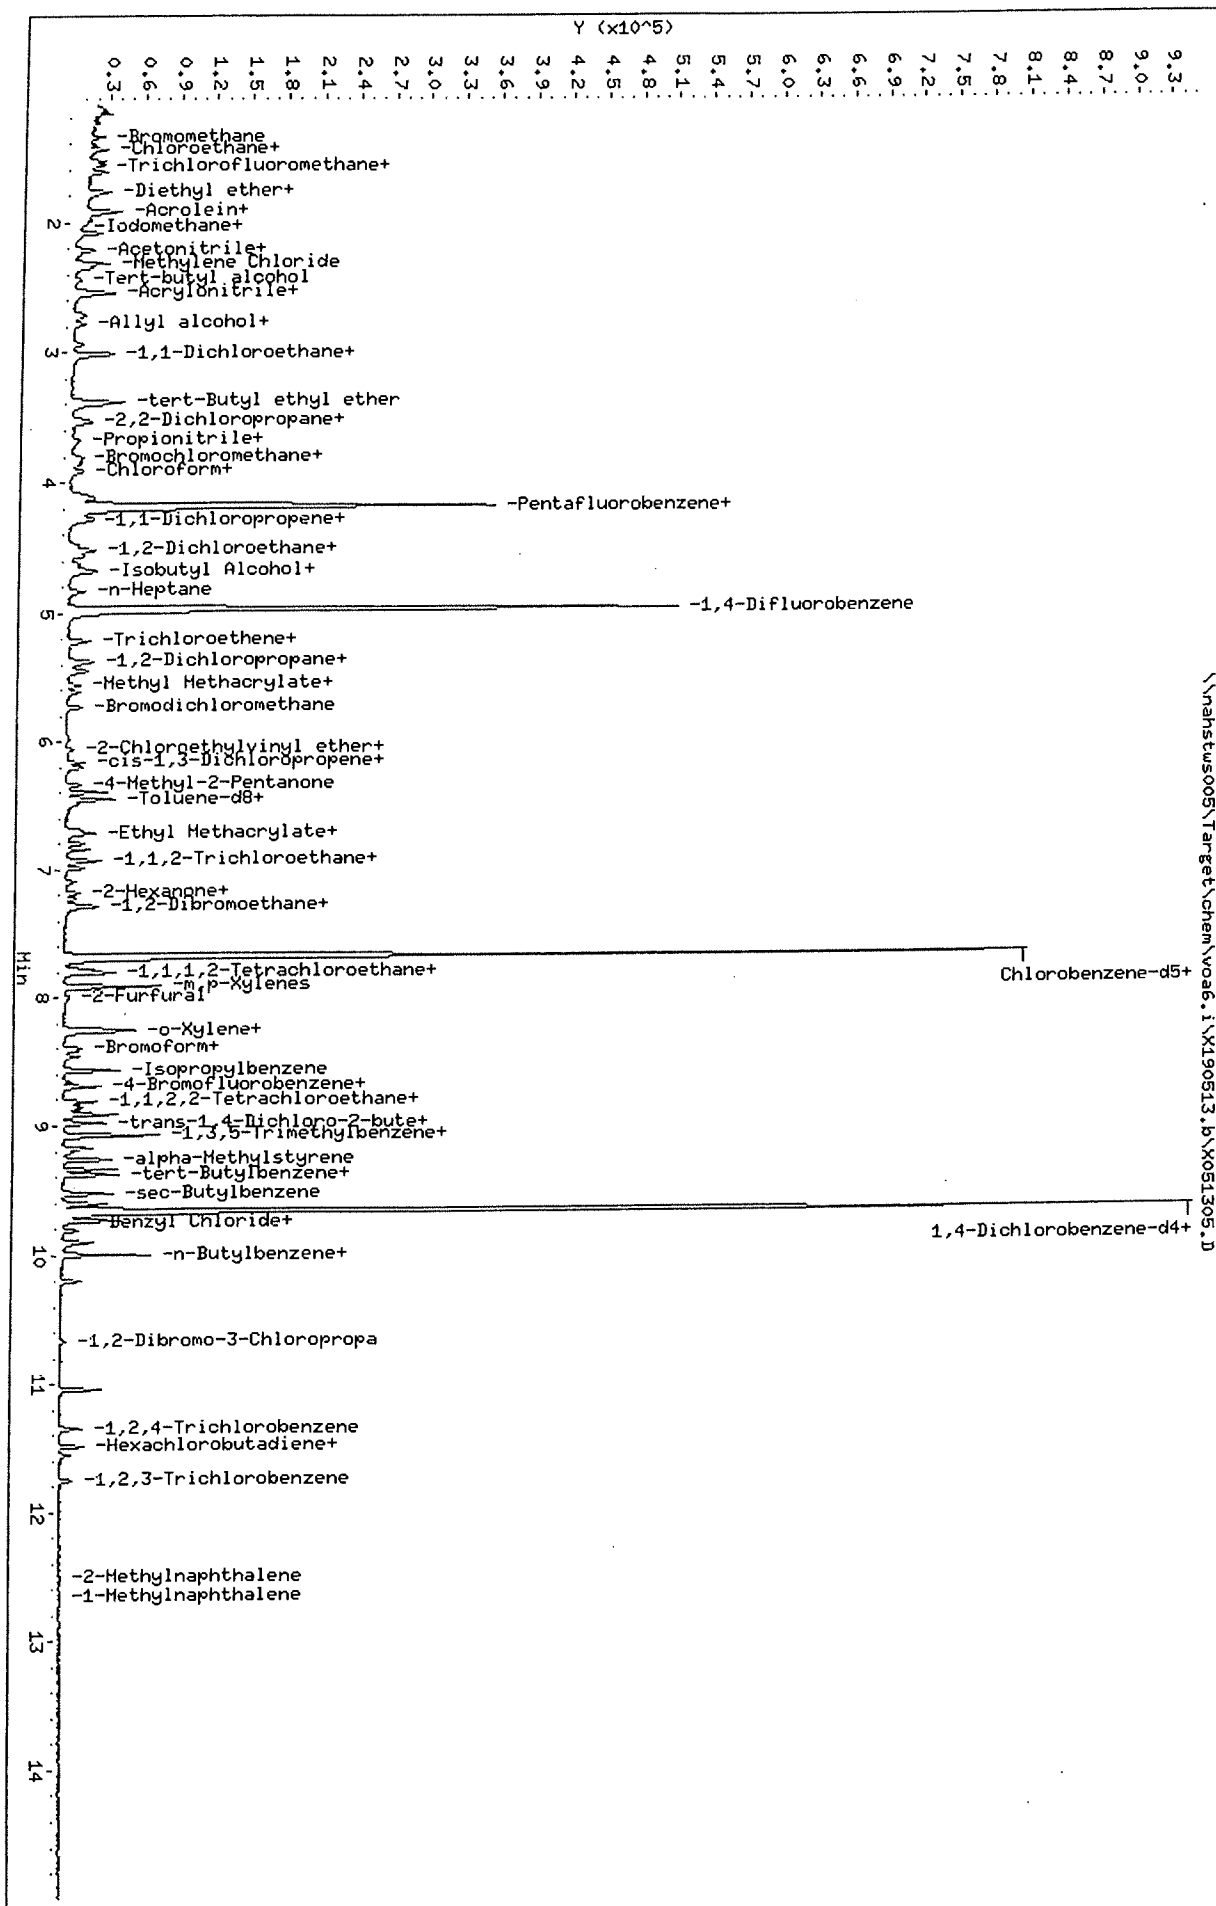 Y (x10^5)
0.3
0.6
0.9
1.2
1.5
1.8
2.1
2.4
2.7
3.0
3.3
3.6
3.9
4.2
4.5
4.8
5.1
5.4
5.7
6.0
6.3
6.6
6.9
7.2
7.5
7.8
8.1
8.4
8.7
9.0
9.3
\\nahstws005\Target\chem\voa6.i\X190513.b\X051305.D
-Bromomethane
-Chloroethane+
-Trichlorofluoromethane+
-Diethyl ether+
-Acrolein+
2
-Iodomethane+
-Acetonitrile+
-Methylene Chloride
-Tert-butyl alcohol
-Acrylonitrile+
-Allyl alcohol+
3
-1,1-Dichloroethane+
-tert-Butyl ethyl ether
-2,2-Dichloropropane+
-Propionitrile+
-Bromochloromethane+
-Chloroform+
4
-Pentafluorobenzene+
-1,1-Dichloropropene+
-1,2-Dichloroethane+
-Isobutyl Alcohol+
-n-Heptane
-1,4-Difluorobenzene
5
-Trichloroethene+
-1,2-Dichloropropane+
-Methyl Methacrylate+
-Bromodichloromethane
6
-2-Chloroethylvinyl ether+
-cis-1,3-Dichloropropene+
-4-Methyl-2-Pentanone
-Toluene-d8+
-Ethyl Methacrylate+
-1,1,2-Trichloroethane+
7
-2-Hexanone+
-1,2-Dibromoethane+
Chlorobenzene-d5+
-1,1,1,2-Tetrachloroethane+
-m,p-Xylenes
-2-Furfural
8
Min
-o-Xylene+
-Bromoform+
-Isopropylbenzene
-4-Bromofluorobenzene+
-1,1,2,2-Tetrachloroethane+
-trans-1,4-Dichloro-2-bute+
9
-1,3,5-Trimethylbenzene+
-alpha-Methylstyrene
-tert-Butylbenzene+
-sec-Butylbenzene
1,4-Dichlorobenzene-d4+
-Benzyl Chloride+
-n-Butylbenzene+
10
-1,2-Dibromo-3-Chloropropa
11
-1,2,4-Trichlorobenzene
-Hexachlorobutadiene+
-1,2,3-Trichlorobenzene
12
-2-Methylnaphthalene
-1-Methylnaphthalene
13
14